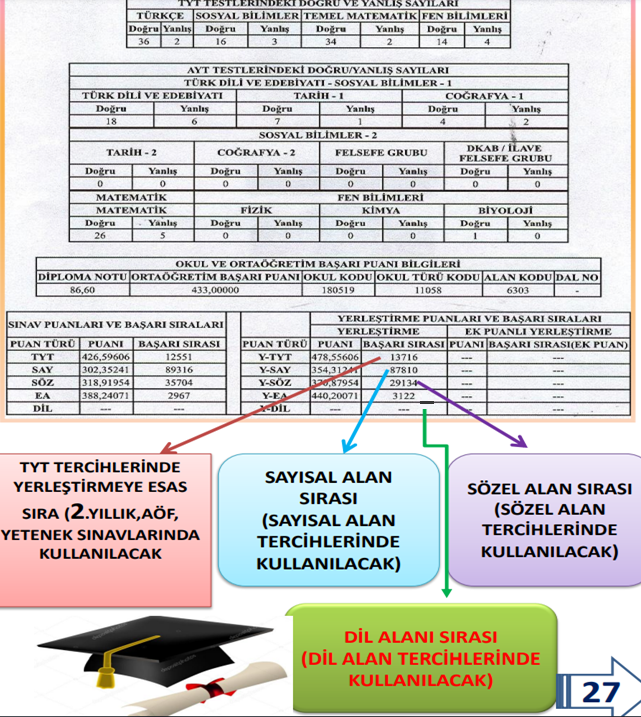 TYT TESTLERİNDEKİ DOĞRU VE YANLIŞ SAYILARI
TÜRKÇE SOSYAL BİLİMLER TEMEL MATEMATİK FEN BİLİMLERİ
Doğru Yanlış Doğru Yanlış Doğru Yanlış Doğru Yanlış
36 2 16 3 34 2 14 4
AYT TESTLERİNDEKİ DOĞRU/YANLIŞ SAYILARI
TÜRK DİLİ VE EDEBİYATI - SOSYAL BİLİMLER - 1
TÜRK DİLİ VE EDEBİYATI TARİH - 1 COĞRAFYA - 1
Doğru Yanlış Doğru Yanlış Doğru Yanlış
18 6 7 1 4 2
SOSYAL BİLİMLER - 2
TARİH - 2 COĞRAFYA - 2 FELSEFE GRUBU DKAB / İLAVE FELSEFE GRUBU
Doğru Yanlış Doğru Yanlış Doğru Yanlış Doğru Yanlış
0 0 0 0 0 0 0 0
MATEMATİK FEN BİLİMLERİ
MATEMATİK FİZİK KİMYA BİYOLOJİ
Doğru Yanlış Doğru Yanlış Doğru Yanlış Doğru Yanlış
26 5 0 0 0 0 1 0
OKUL VE ORTAÖĞRETİM BAŞARI PUANI BİLGİLERİ
DİPLOMA NOTU ORTAÖĞRETİM BAŞARI PUANI OKUL KODU OKUL TÜRÜ KODU ALAN KODU DAL NO
86,60 433,00000 180519 11058 6303 -
SINAV PUANLARI VE BAŞARI SIRALARI
PUAN TÜRÜ PUANI BAŞARI SIRASI
TYT 426,59606 12551
SAY 302,35241 89316
SÖZ 318,91954 35704
EA 388,24071 2967
DİL --- ---
YERLEŞTİRME PUANLARI VE BAŞARI SIRALARI
YERLEŞTİRME EK PUANLI YERLEŞTİRME
PUAN TÜRÜ PUANI BAŞARI SIRASI PUANI BAŞARI SIRASI(EK PUAN)
Y-TYT 478,55606 13716 --- ---
Y-SAY 354,31241 87810 --- ---
Y-SÖZ 370,87954 29134 --- ---
Y-EA 440,20071 3122 --- ---
Y-DİL --- --- --- ---
TYT TERCİHLERİNDE
YERLEŞTİRMEYE ESAS
SIRA (2.YILLIK,AÖF,
YETENEK SINAVLARINDA
KULLANILACAK
SAYISAL ALAN
SIRASI
(SAYISAL ALAN
TERCİHLERİNDE
KULLANILACAK)
SÖZEL ALAN SIRASI
(SÖZEL ALAN
TERCİHLERİNDE
KULLANILACAK)
DİL ALANI SIRASI
(DİL ALAN TERCİHLERİNDE
KULLANILACAK)
27